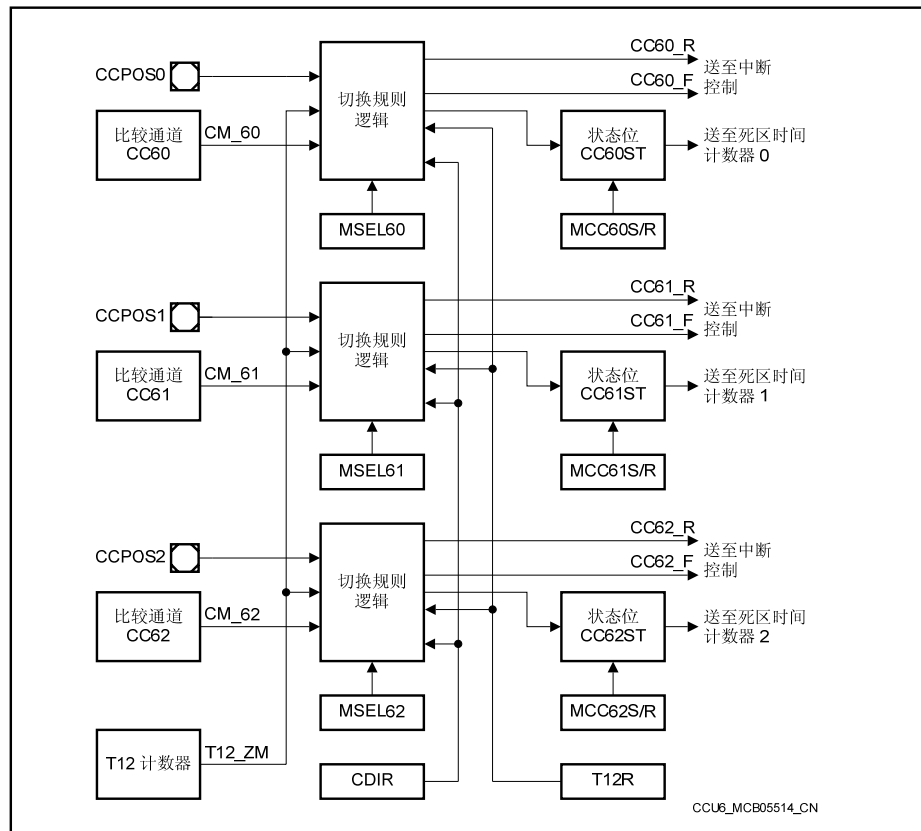 CCPOS0
切换规则
逻辑
CC60_R
CC60_F
送至中断
控制
比较通道
CC60
CM_60
状态位
CC60ST
送至死区时间
计数器 0
MSEL60
MCC60S/R
CCPOS1
切换规则
逻辑
CC61_R
CC61_F
送至中断
控制
比较通道
CC61
CM_61
状态位
CC61ST
送至死区时间
计数器 1
MSEL61
MCC61S/R
CCPOS2
切换规则
逻辑
CC62_R
CC62_F
送至中断
控制
比较通道
CC62
CM_62
状态位
CC62ST
送至死区时间
计数器 2
MSEL62
MCC62S/R
T12 计数器
T12_ZM
CDIR
T12R
CCU6_MCB05514_CN